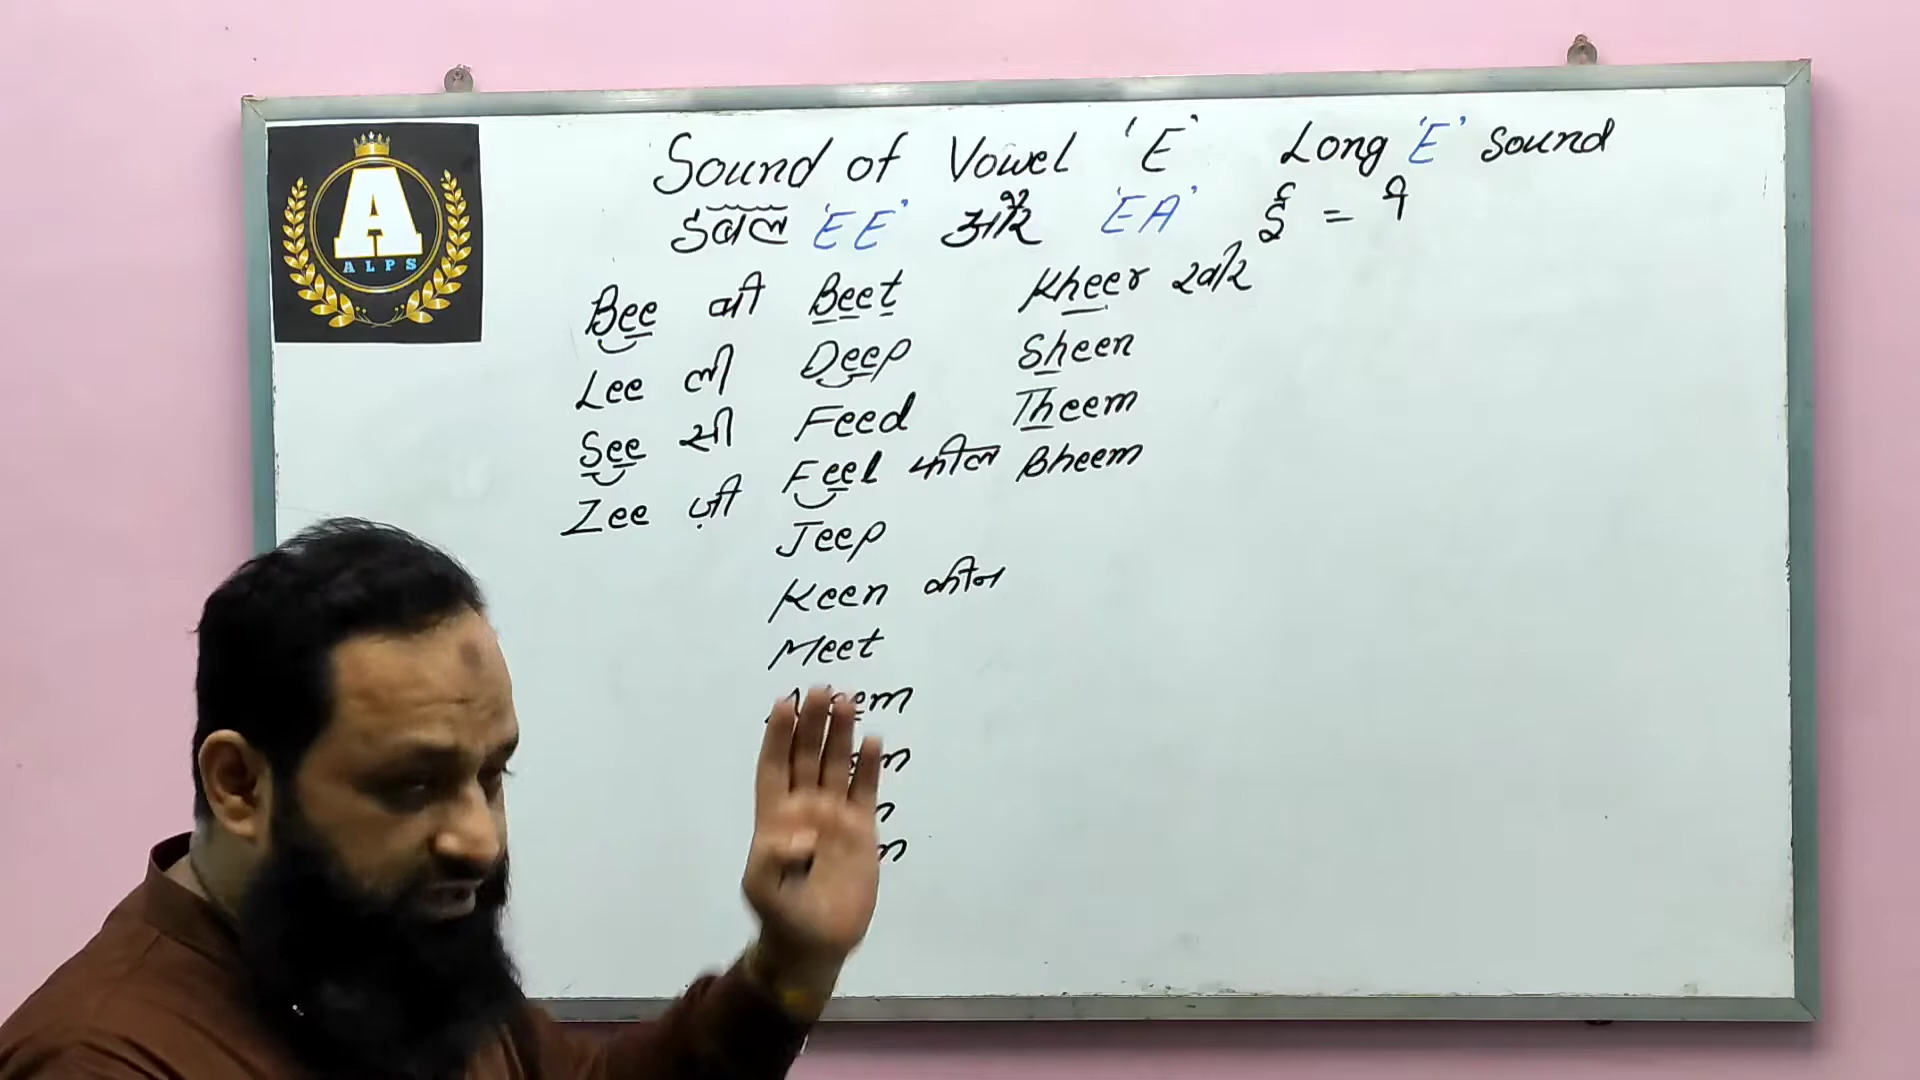 A
ALPS
Sound of Vowel 'E' Long 'E' Sound
डबल 'EE' और 'EA' ई = ी
Bee बी Beet Kheer खीर
Lee ली Deep Sheen
See सी Feed Theem
Zee ज़ी Feel फील Bheem
Jeep
Keen कीन
Meet